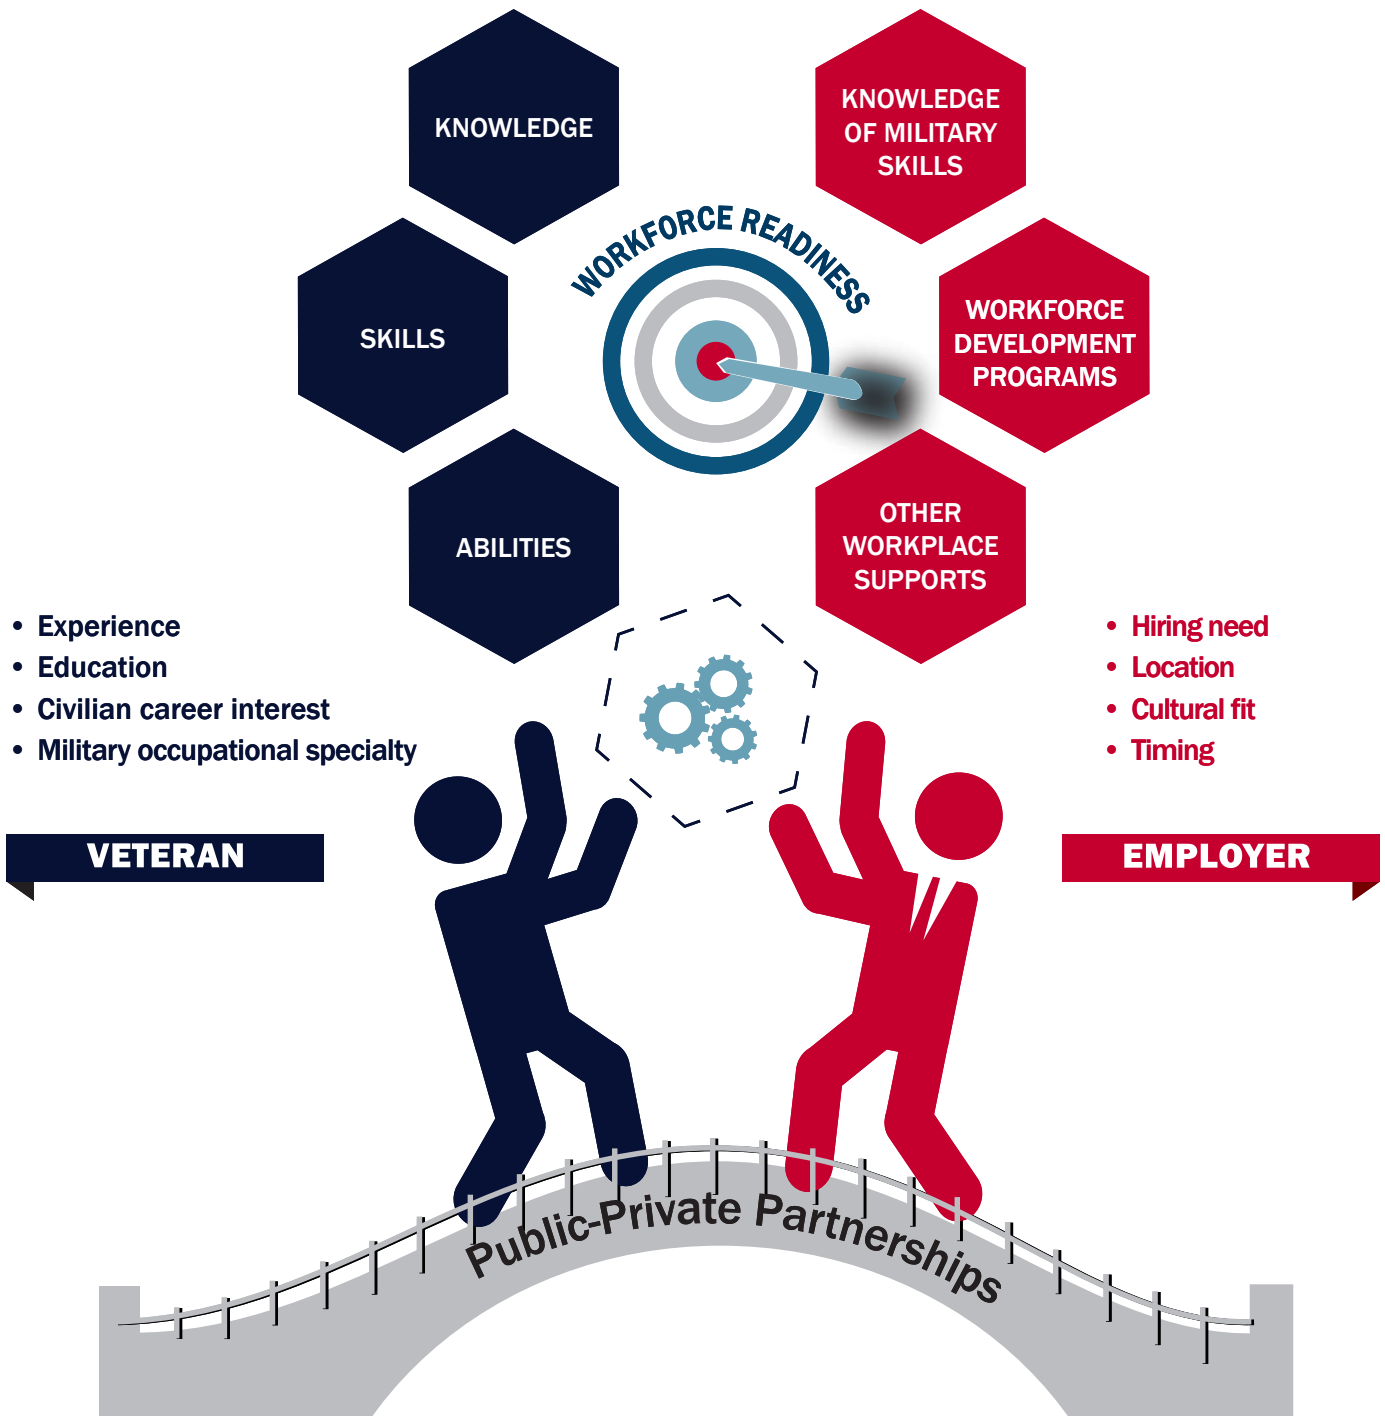 KNOWLEDGE
KNOWLEDGE
OF MILITARY
SKILLS
WORKFORCE READINESS
SKILLS
WORKFORCE
DEVELOPMENT
PROGRAMS
ABILITIES
OTHER
WORKPLACE
SUPPORTS
• Experience
• Education
• Civilian career interest
• Military occupational specialty
• Hiring need
• Location
• Cultural fit
• Timing
VETERAN
EMPLOYER
Public-Private Partnerships